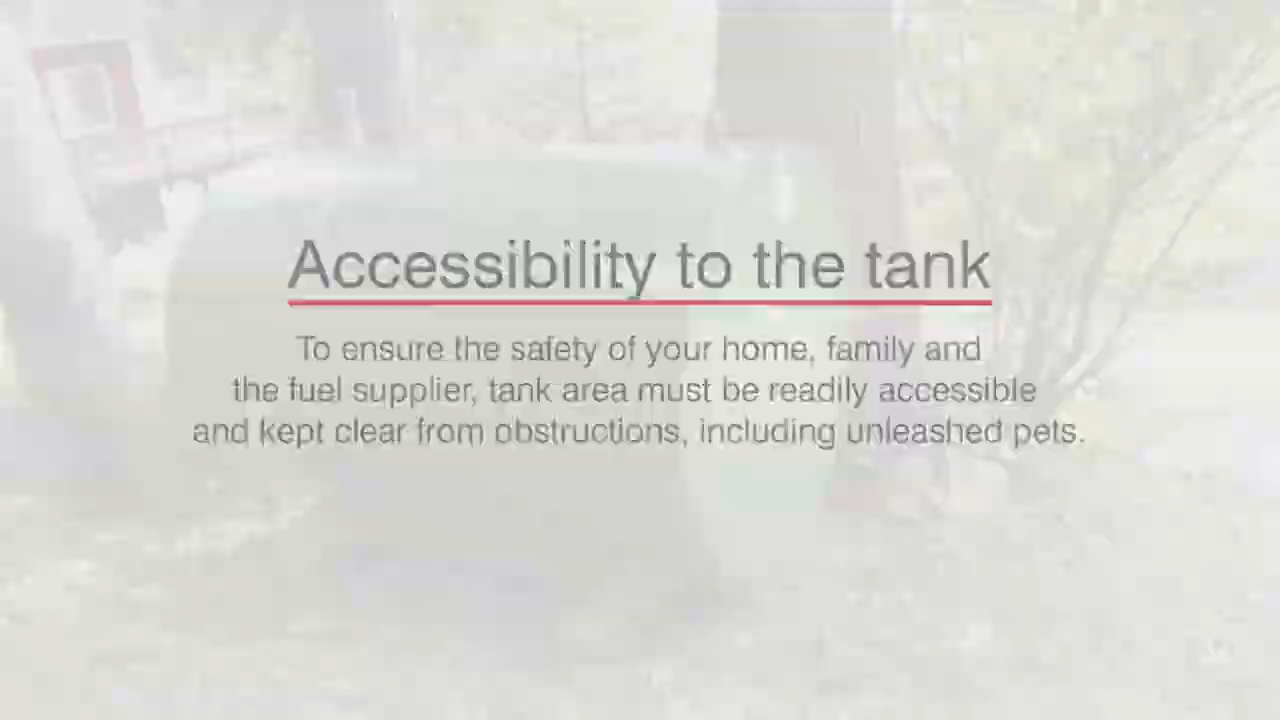 Accessibility to the tank
To ensure the safety of your home, family and
the fuel supplier, tank area must be readily accessible
and kept clear from obstructions, including unleashed pets.